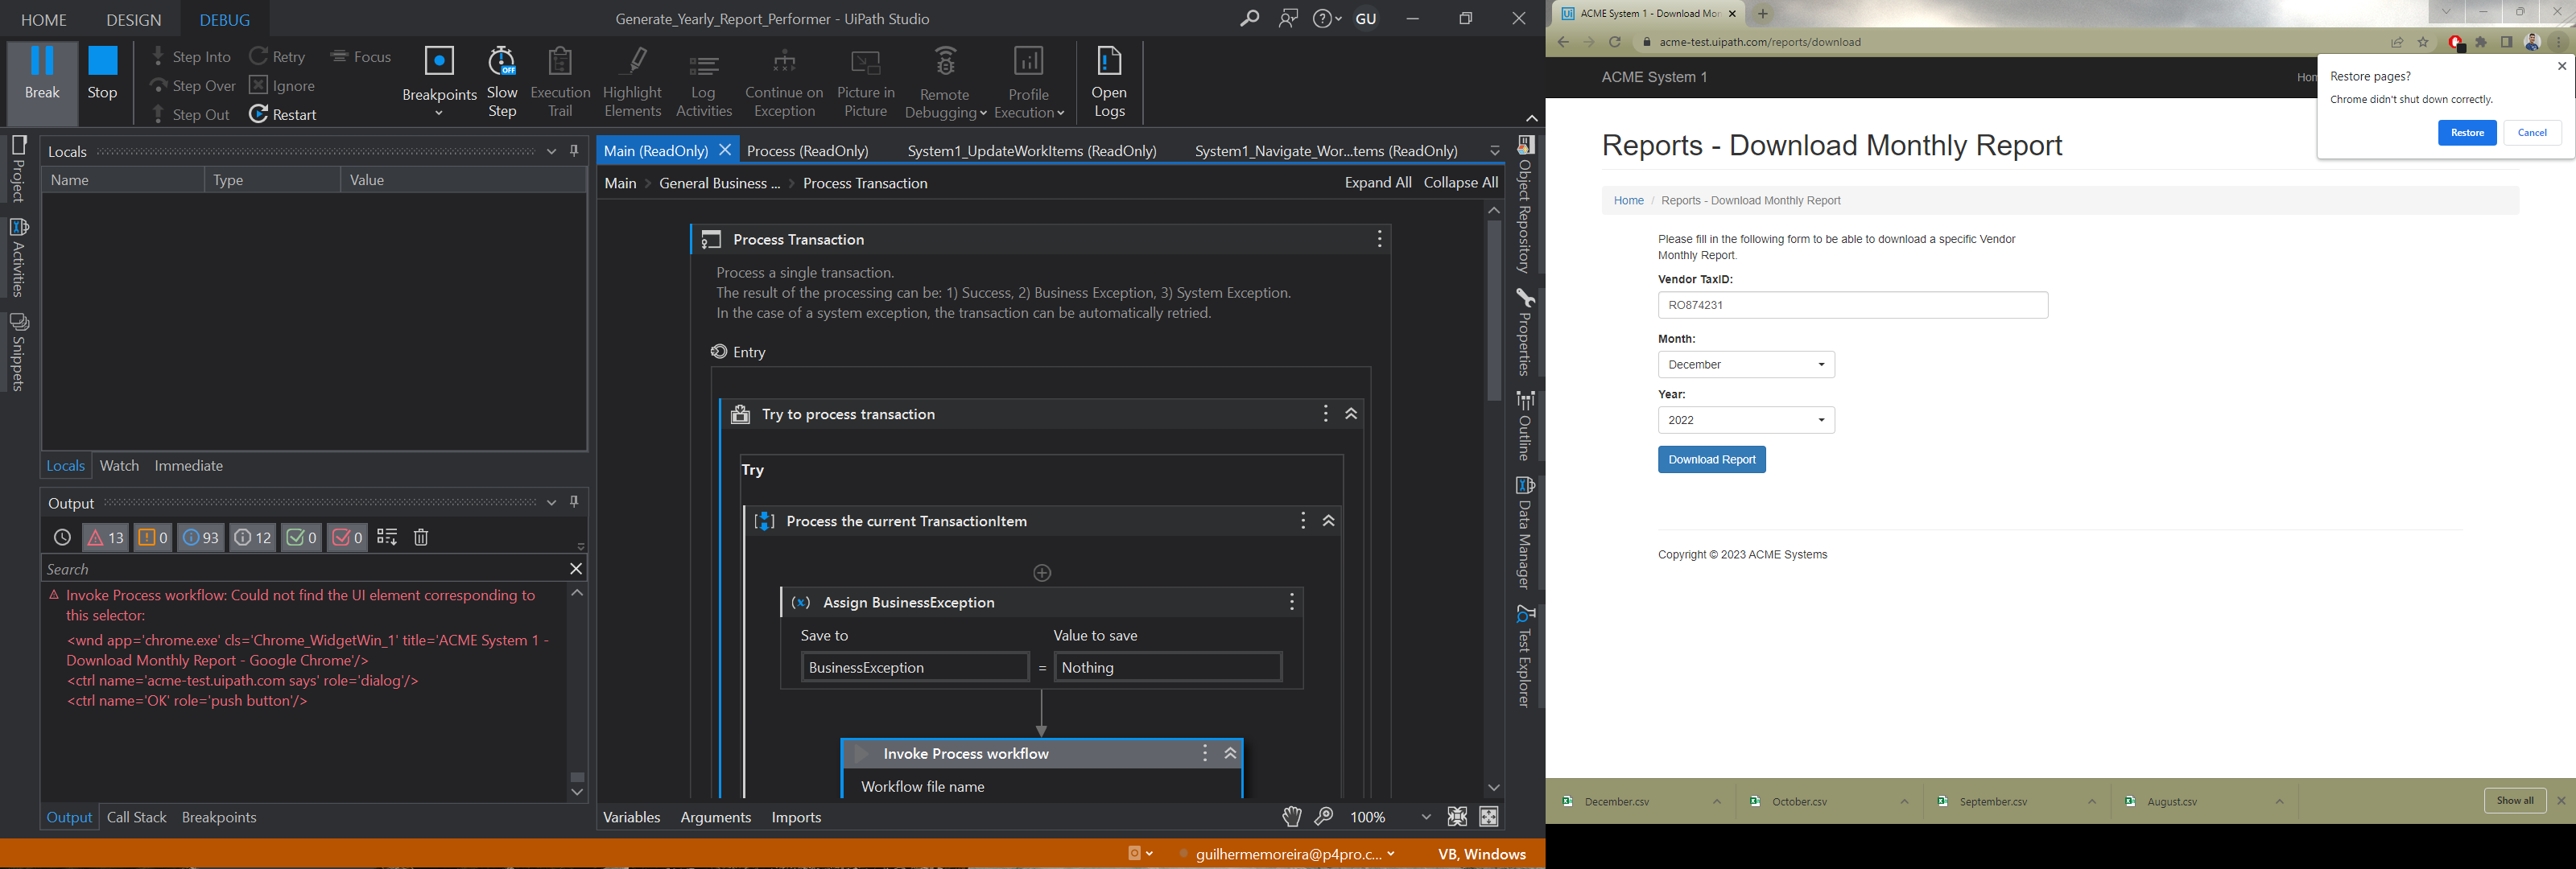 HOME DESIGN DEBUG
Generate_Yearly_Report_Performer - UiPath Studio
GU
Break
Stop
Step Into
Step Over
Step Out
Retry
Ignore
Restart
Focus
Breakpoints
Slow Step
OFF
Execution Trail
Highlight Elements
Log Activities
Continue on Exception
Picture in Picture
Remote Debugging
Profile Execution
Open Logs
Project
Activities
Snippets
Locals
Name Type Value
Locals Watch Immediate
Output
13 0 93 12 0 0
Search
Invoke Process workflow: Could not find the UI element corresponding to
this selector:
<wnd app='chrome.exe' cls='Chrome_WidgetWin_1' title='ACME System 1 -
Download Monthly Report - Google Chrome'/>
<ctrl name='acme-test.uipath.com says' role='dialog'/>
<ctrl name='OK' role='push button'/>
Output Call Stack Breakpoints
Main (ReadOnly) Process (ReadOnly) System1_UpdateWorkItems (ReadOnly) System1_Navigate_Wor...tems (ReadOnly)
Main > General Business ... > Process Transaction
Expand All Collapse All
Process Transaction
Process a single transaction.
The result of the processing can be: 1) Success, 2) Business Exception, 3) System Exception.
In the case of a system exception, the transaction can be automatically retried.
Entry
Try to process transaction
Try
Process the current TransactionItem
Assign BusinessException
Save to Value to save
BusinessException = Nothing
Invoke Process workflow
Workflow file name
Variables Arguments Imports
100%
Object Repository
Properties
Outline
Data Manager
Test Explorer
guilhermemoreira@p4pro.c...
VB, Windows
Ui ACME System 1 - Download Mor
acme-test.uipath.com/reports/download
ACME System 1
Hom
Restore pages?
Chrome didn't shut down correctly.
Restore Cancel
Reports - Download Monthly Report
Home / Reports - Download Monthly Report
Please fill in the following form to be able to download a specific Vendor
Monthly Report.
Vendor TaxID:
RO874231
Month:
December
Year:
2022
Download Report
Copyright © 2023 ACME Systems
December.csv October.csv September.csv August.csv
Show all